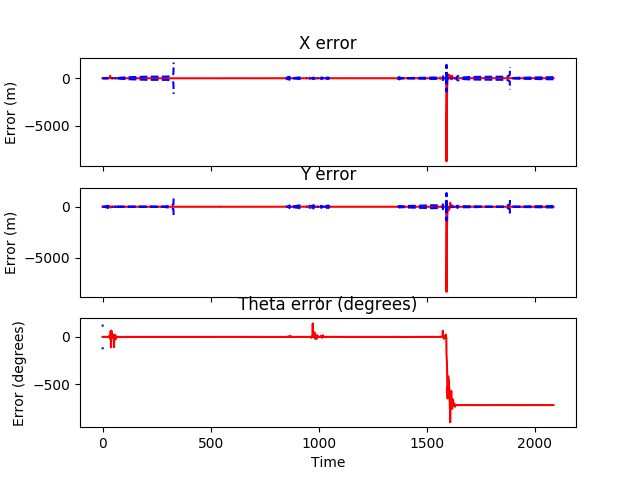 X error
0
−5000
Error (m)
Y error
0
−5000
Error (m)
Theta error (degrees)
0
−500
Error (degrees)
0 500 1000 1500 2000
Time